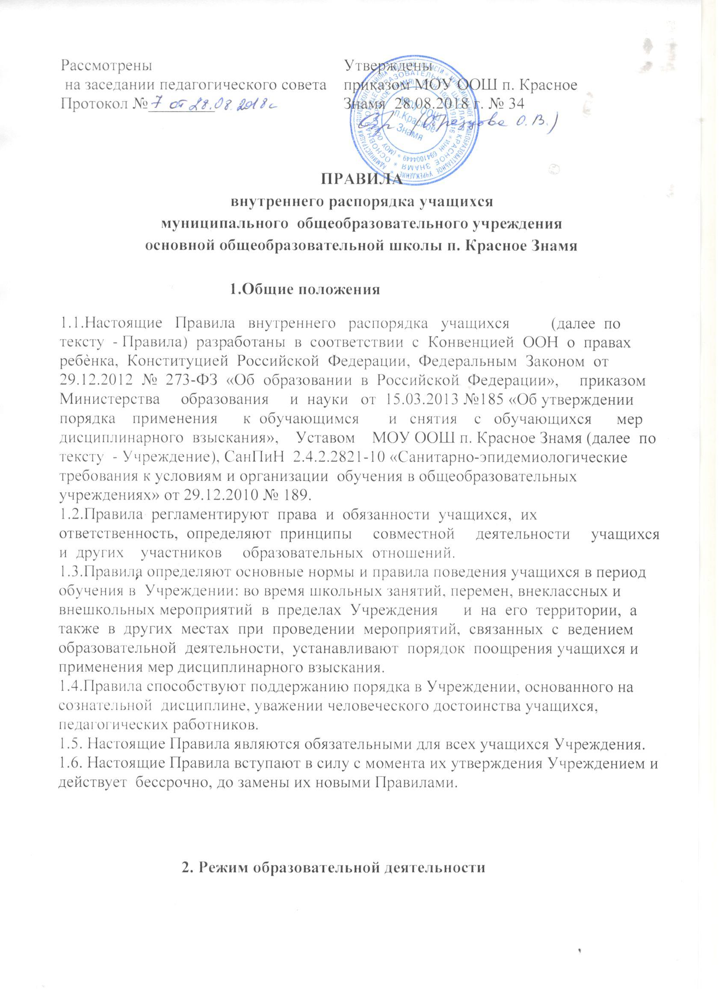 Рассмотрены
на заседании педагогического совета
Протокол № 7 от 28.08.2018г
Утверждены
приказом МОУ ООШ п. Красное
Знамя 28.08.2018 г. № 34
О.В.)
МОУ ООШ
п.Красное
Знамя
ПРАВИЛА
внутреннего распорядка учащихся
муниципального общеобразовательного учреждения
основной общеобразовательной школы п. Красное Знамя
1.Общие положения
1.1.Настоящие Правила внутреннего распорядка учащихся (далее по
тексту - Правила) разработаны в соответствии с Конвенцией ООН о правах
ребѐнка, Конституцией Российской Федерации, Федеральным Законом от
29.12.2012 № 273-ФЗ «Об образовании в Российской Федерации», приказом
Министерства образования и науки от 15.03.2013 №185 «Об утверждении
порядка применения к обучающимся и снятия с обучающихся мер
дисциплинарного взыскания», Уставом МОУ ООШ п. Красное Знамя (далее по
тексту - Учреждение), СанПиН 2.4.2.2821-10 «Санитарно-эпидемиологические
требования к условиям и организации обучения в общеобразовательных
учреждениях» от 29.12.2010 № 189.
1.2.Правила регламентируют права и обязанности учащихся, их
ответственность, определяют принципы совместной деятельности учащихся
и других участников образовательных отношений.
1.3.Правила определяют основные нормы и правила поведения учащихся в период
обучения в Учреждении: во время школьных занятий, перемен, внеклассных и
внешкольных мероприятий в пределах Учреждения и на его территории, а
также в других местах при проведении мероприятий, связанных с ведением
образовательной деятельности, устанавливают порядок поощрения учащихся и
применения мер дисциплинарного взыскания.
1.4.Правила способствуют поддержанию порядка в Учреждении, основанного на
сознательной дисциплине, уважении человеческого достоинства учащихся,
педагогических работников.
1.5. Настоящие Правила являются обязательными для всех учащихся Учреждения.
1.6. Настоящие Правила вступают в силу с момента их утверждения Учреждением и
действует бессрочно, до замены их новыми Правилами.
2. Режим образовательной деятельности